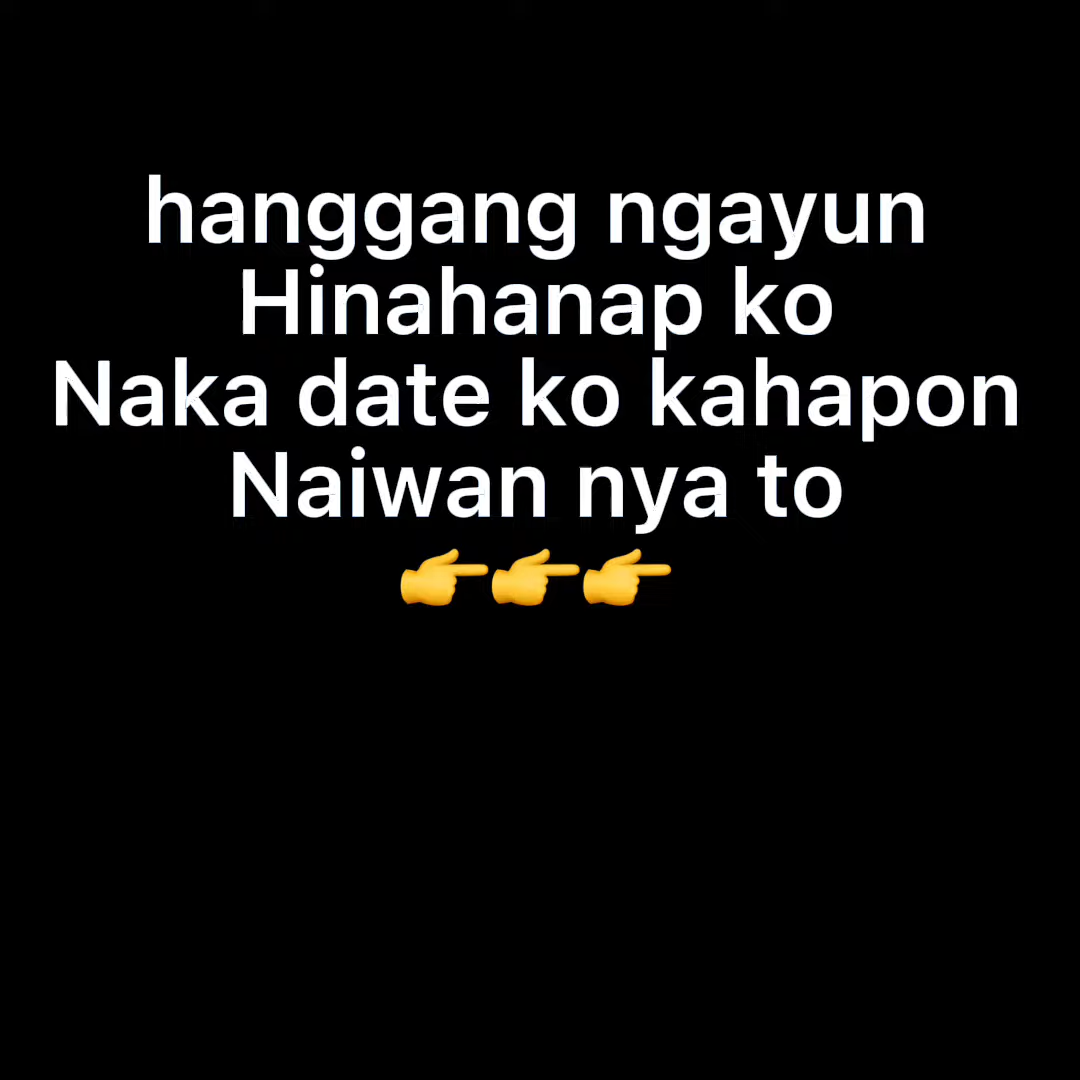 hanggang ngayun
Hinahanap ko
Naka date ko kahapon
Naiwan nya to
👉👉👉